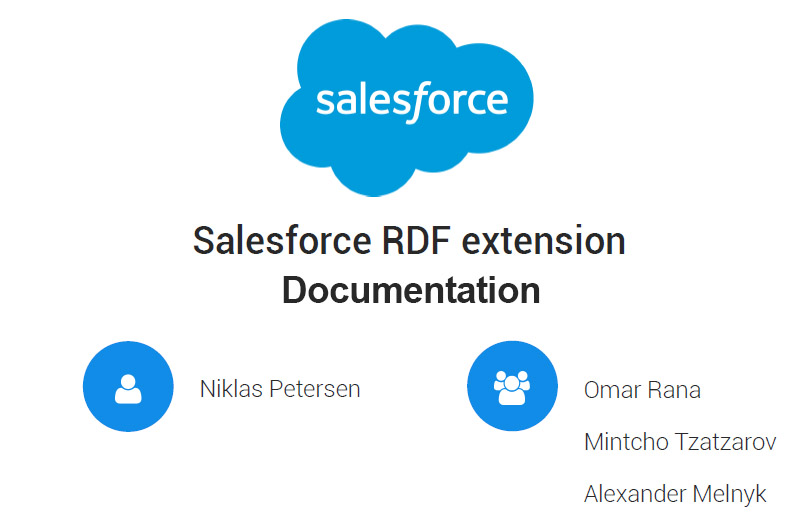 salesforce
Salesforce RDF extension
Documentation
Niklas Petersen
Omar Rana
Mintcho Tzatzarov
Alexander Melnyk